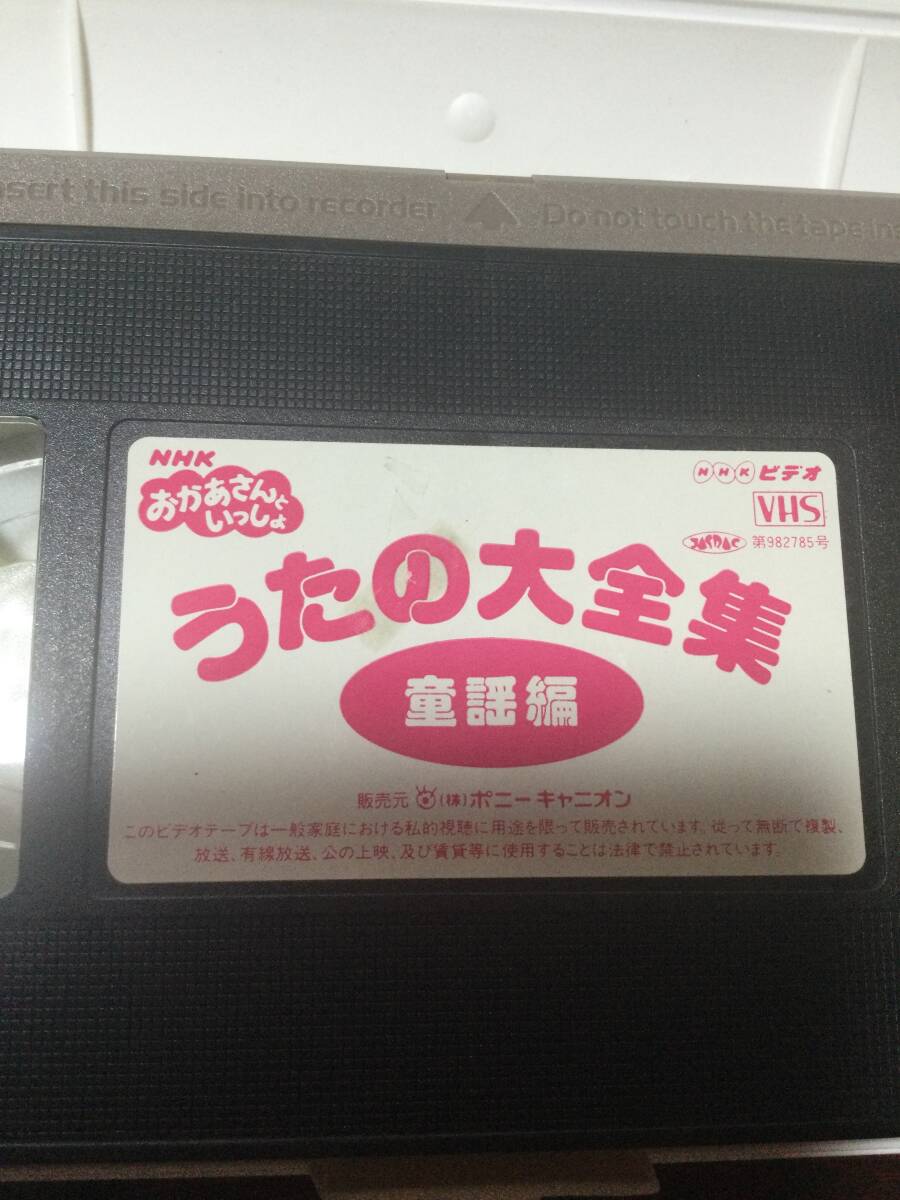 nsert this side into recorder Do not touch the tape in
NHK
おかあさんと
いっしょ
NHKビデオ
VHS
第982785号
うたの大全集
童謡編
販売元 (株)ポニーキャニオン
このビデオテープは一般家庭における私的視聴に用途を限って販売されています。従って無断で複製、
放送、有線放送、公の上映、及び賃貸等に使用することは法律で禁止されています。